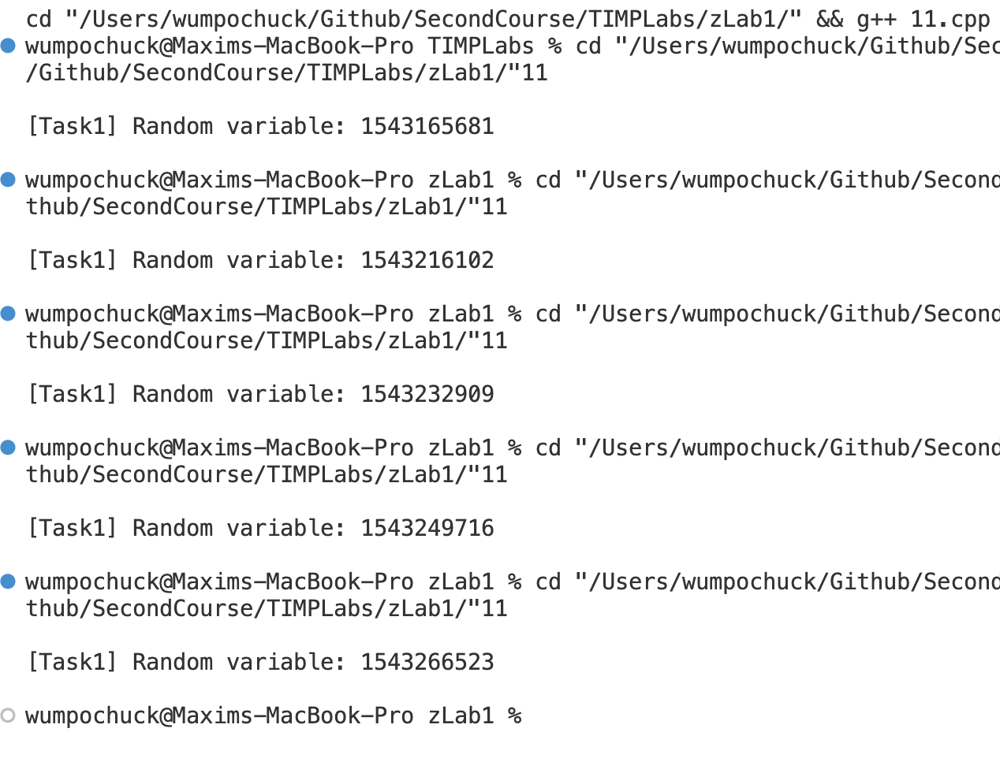 cd "/Users/wumpochuck/Github/SecondCourse/TIMPLabs/zLab1/" && g++ 11.cpp
wumpochuck@Maxims-MacBook-Pro TIMPLabs % cd "/Users/wumpochuck/Github/Sec
/Github/SecondCourse/TIMPLabs/zLab1/"11
[Task1] Random variable: 1543165681
wumpochuck@Maxims-MacBook-Pro zLab1 % cd "/Users/wumpochuck/Github/Second
thub/SecondCourse/TIMPLabs/zLab1/"11
[Task1] Random variable: 1543216102
wumpochuck@Maxims-MacBook-Pro zLab1 % cd "/Users/wumpochuck/Github/Second
thub/SecondCourse/TIMPLabs/zLab1/"11
[Task1] Random variable: 1543232909
wumpochuck@Maxims-MacBook-Pro zLab1 % cd "/Users/wumpochuck/Github/Second
thub/SecondCourse/TIMPLabs/zLab1/"11
[Task1] Random variable: 1543249716
wumpochuck@Maxims-MacBook-Pro zLab1 % cd "/Users/wumpochuck/Github/Second
thub/SecondCourse/TIMPLabs/zLab1/"11
[Task1] Random variable: 1543266523
wumpochuck@Maxims-MacBook-Pro zLab1 %